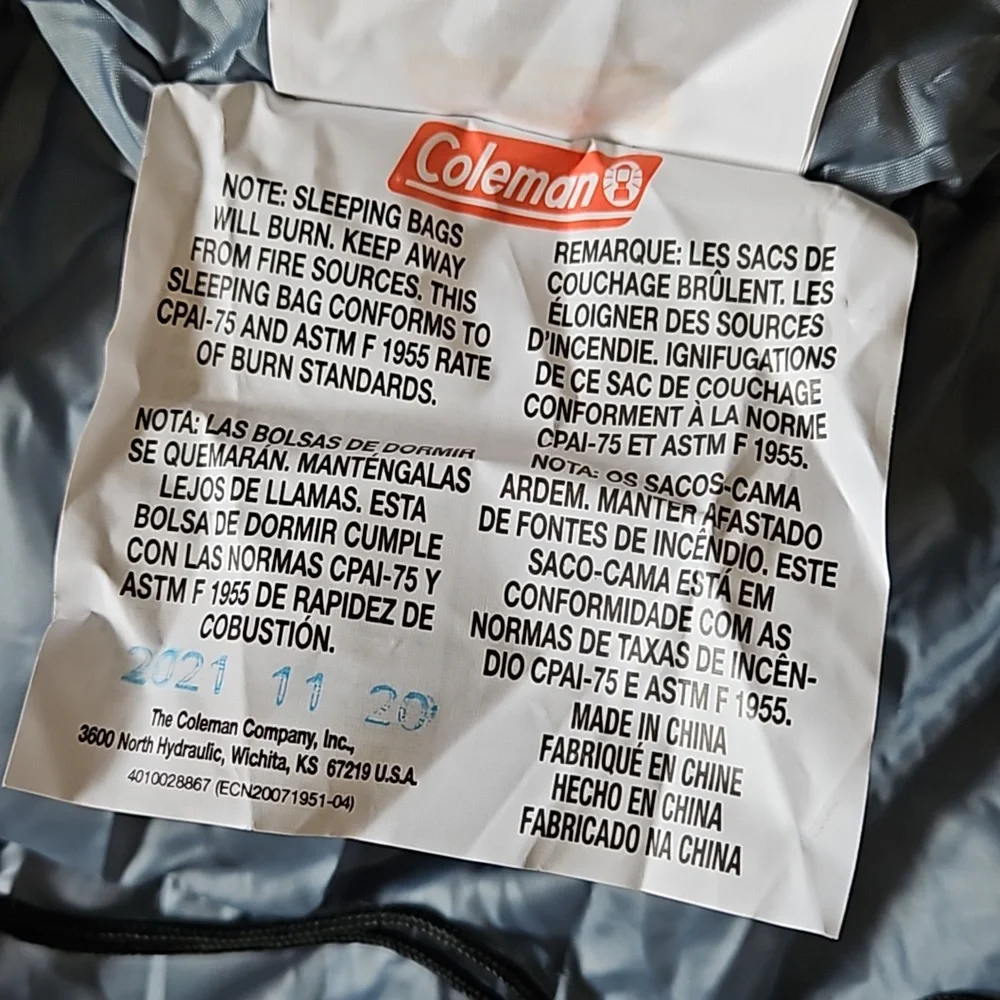 Coleman
NOTE: SLEEPING BAGS
WILL BURN. KEEP AWAY
FROM FIRE SOURCES. THIS
SLEEPING BAG CONFORMS TO
CPAI-75 AND ASTM F 1955 RATE
OF BURN STANDARDS.
NOTA: LAS BOLSAS DE DORMIR
SE QUEMARÁN. MANTÉNGALAS
LEJOS DE LLAMAS. ESTA
BOLSA DE DORMIR CUMPLE
CON LAS NORMAS CPAI-75 Y
ASTM F 1955 DE RAPIDEZ DE
COBUSTIÓN.
2021 11 20
The Coleman Company, Inc.,
3600 North Hydraulic, Wichita, KS 67219 U.S.A.
4010028867 (ECN20071951-04)
REMARQUE: LES SACS DE
COUCHAGE BRÛLENT. LES
ÉLOIGNER DES SOURCES
D'INCENDIE. IGNIFUGATIONS
DE CE SAC DE COUCHAGE
CONFORMENT À LA NORME
CPAI-75 ET ASTM F 1955.
NOTA: OS SACOS-CAMA
ARDEM. MANTER AFASTADO
DE FONTES DE INCÊNDIO. ESTE
SACO-CAMA ESTÁ EM
CONFORMIDADE COM AS
NORMAS DE TAXAS DE INCÊN-
DIO CPAI-75 E ASTM F 1955.
MADE IN CHINA
FABRIQUÉ EN CHINE
HECHO EN CHINA
FABRICADO NA CHINA